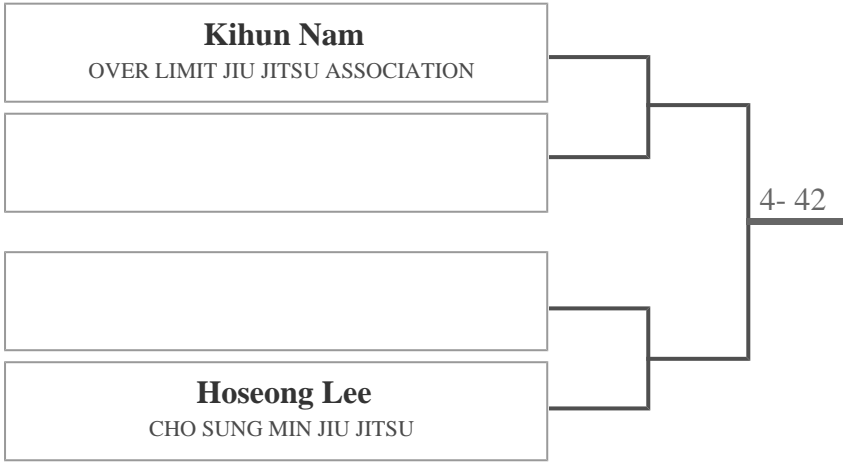 Kihun Nam
OVER LIMIT JIU JITSU ASSOCIATION
4- 42
Hoseong Lee
CHO SUNG MIN JIU JITSU